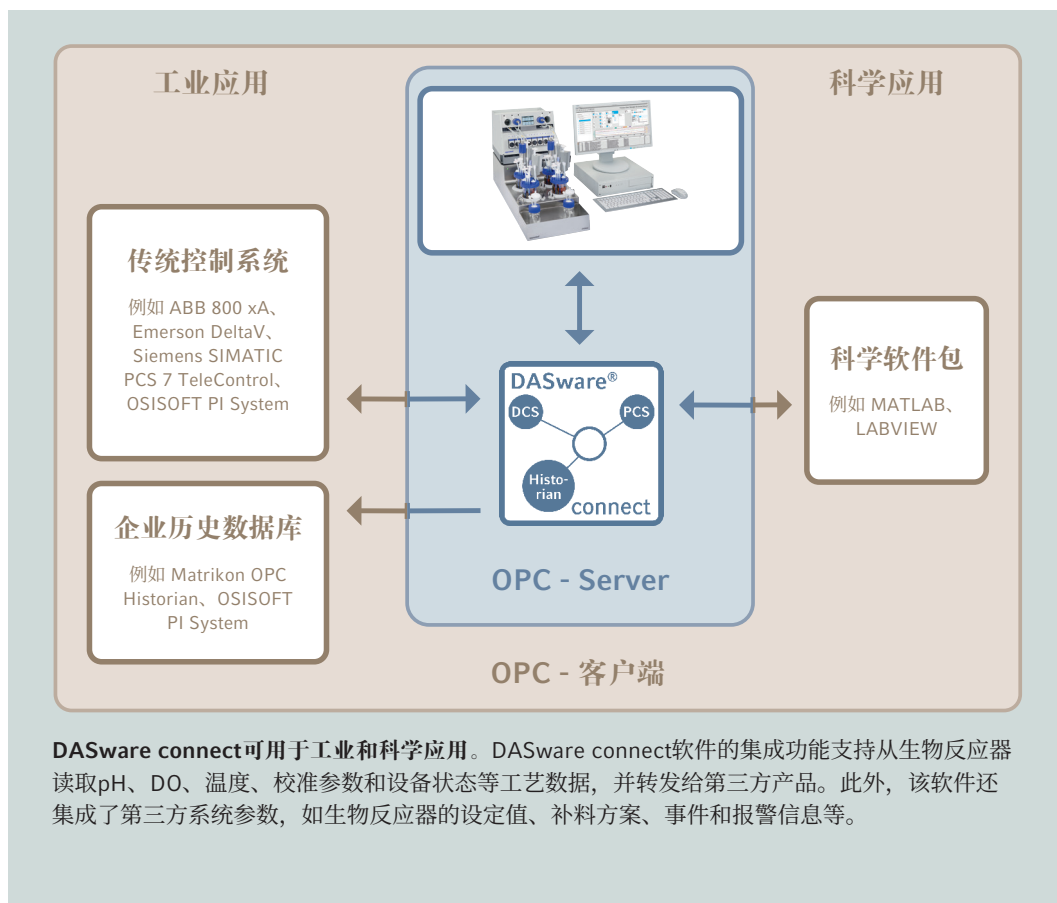 工业应用
科学应用
传统控制系统
例如 ABB 800 xA、
Emerson DeltaV、
Siemens SIMATIC
PCS 7 TeleControl、
OSISOFT PI System
企业历史数据库
例如 Matrikon OPC
Historian、OSISOFT
PI System
DASware®
DCS
PCS
Histo-
rian
connect
OPC - Server
科学软件包
例如 MATLAB、
LABVIEW
OPC - 客户端
DASware connect可用于工业和科学应用。DASware connect软件的集成功能支持从生物反应器
读取pH、DO、温度、校准参数和设备状态等工艺数据，并转发给第三方产品。此外，该软件还
集成了第三方系统参数，如生物反应器的设定值、补料方案、事件和报警信息等。